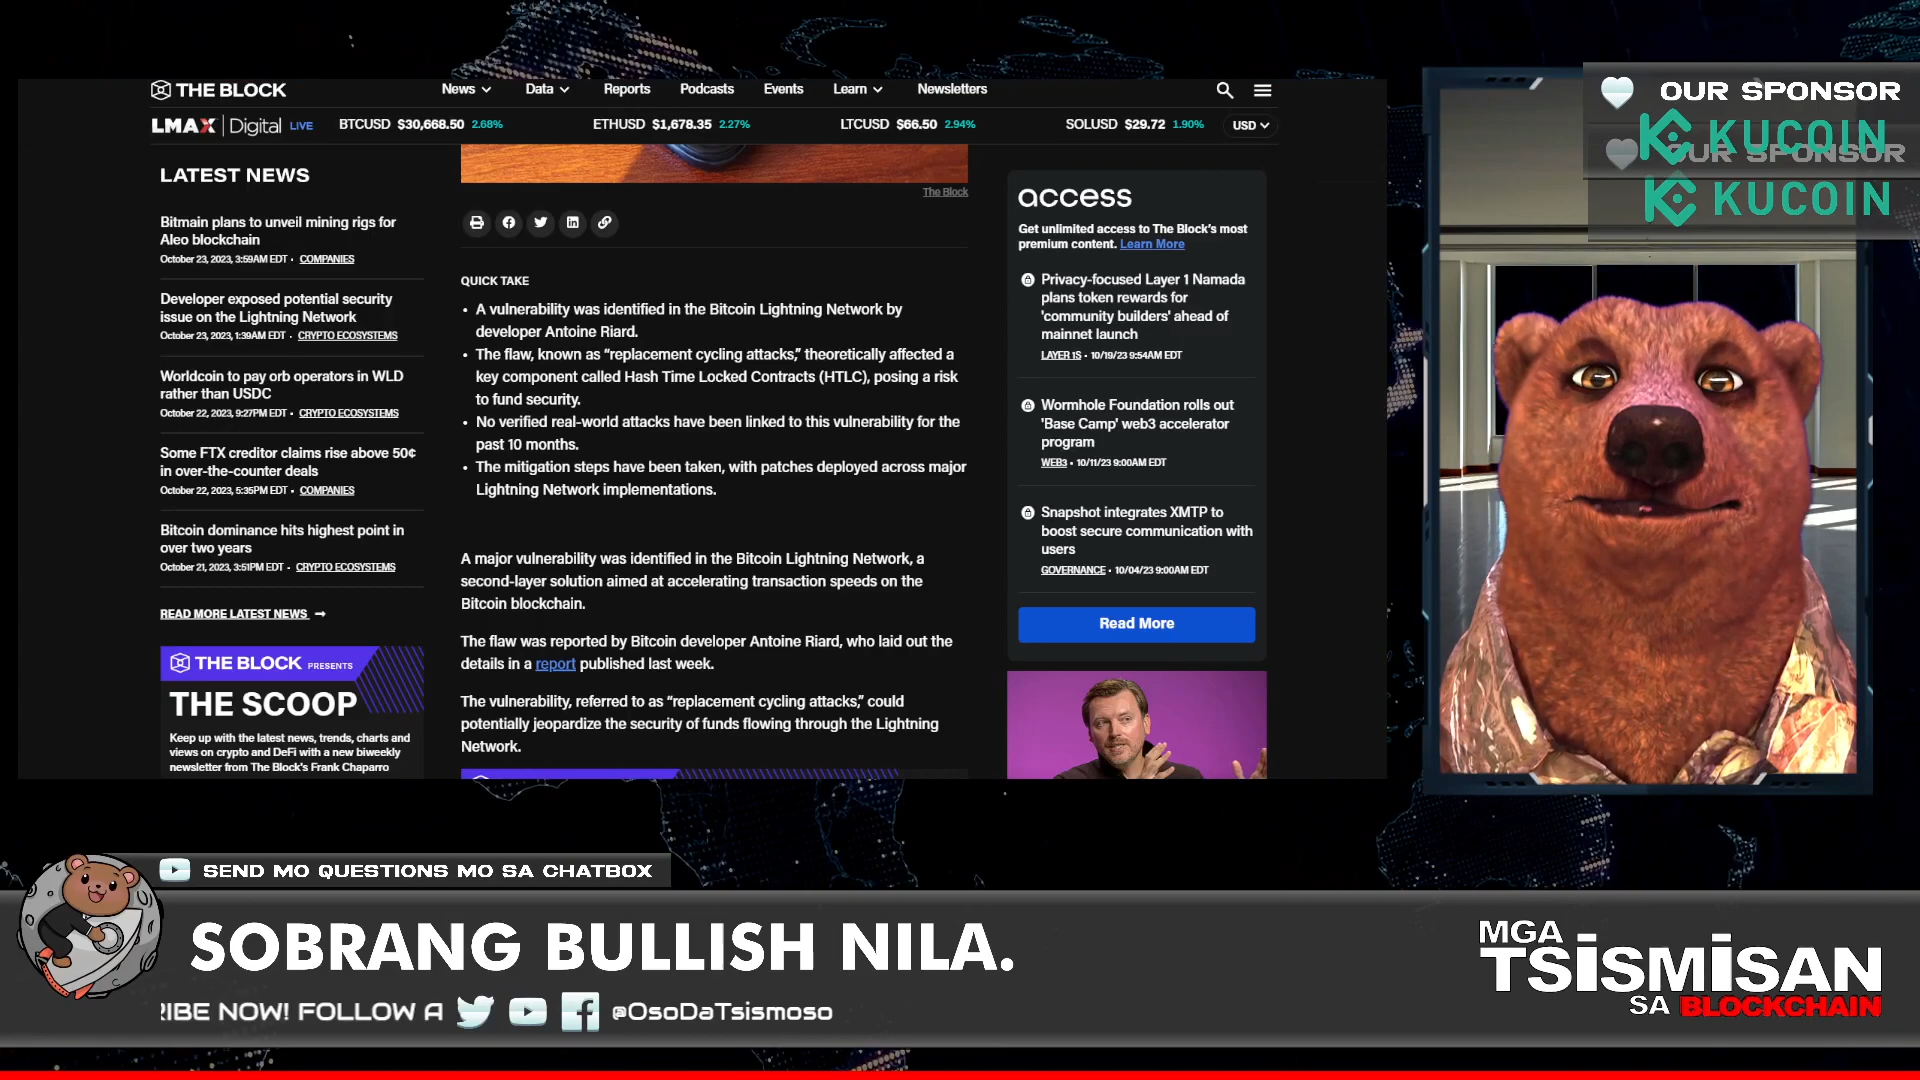 THE BLOCK
News
Data
Reports
Podcasts
Events
Learn
Newsletters
LMAX Digital LIVE
BTCUSD $30,668.50 2.68%
ETHUSD $1,678.35 2.27%
LTCUSD $66.50 2.94%
SOLUSD $29.72 1.90%
USD
LATEST NEWS
Bitmain plans to unveil mining rigs for
Aleo blockchain
October 23, 2023, 3:59AM EDT • COMPANIES
Developer exposed potential security
issue on the Lightning Network
October 23, 2023, 1:39AM EDT • CRYPTO ECOSYSTEMS
Worldcoin to pay orb operators in WLD
rather than USDC
October 22, 2023, 9:27PM EDT • CRYPTO ECOSYSTEMS
Some FTX creditor claims rise above 50¢
in over-the-counter deals
October 22, 2023, 5:35PM EDT • COMPANIES
Bitcoin dominance hits highest point in
over two years
October 21, 2023, 3:51PM EDT • CRYPTO ECOSYSTEMS
READ MORE LATEST NEWS →
THE BLOCK PRESENTS
THE SCOOP
Keep up with the latest news, trends, charts and
views on crypto and DeFi with a new biweekly
newsletter from The Block's Frank Chaparro
The Block
QUICK TAKE
• A vulnerability was identified in the Bitcoin Lightning Network by
developer Antoine Riard.
• The flaw, known as “replacement cycling attacks,” theoretically affected a
key component called Hash Time Locked Contracts (HTLC), posing a risk
to fund security.
• No verified real-world attacks have been linked to this vulnerability for the
past 10 months.
• The mitigation steps have been taken, with patches deployed across major
Lightning Network implementations.
A major vulnerability was identified in the Bitcoin Lightning Network, a
second-layer solution aimed at accelerating transaction speeds on the
Bitcoin blockchain.
The flaw was reported by Bitcoin developer Antoine Riard, who laid out the
details in a report published last week.
The vulnerability, referred to as “replacement cycling attacks,” could
potentially jeopardize the security of funds flowing through the Lightning
Network.
access
Get unlimited access to The Block's most
premium content. Learn More
Privacy-focused Layer 1 Namada
plans token rewards for
'community builders' ahead of
mainnet launch
LAYER 1S • 10/19/23 9:54AM EDT
Wormhole Foundation rolls out
'Base Camp' web3 accelerator
program
WEB3 • 10/11/23 9:00AM EDT
Snapshot integrates XMTP to
boost secure communication with
users
GOVERNANCE • 10/04/23 9:00AM EDT
Read More
OUR SPONSOR
KUCOIN
OUR SPONSOR
KUCOIN
SEND MO QUESTIONS MO SA CHATBOX
SOBRANG BULLISH NILA.
RIBE NOW! FOLLOW A
@OsoDaTsismoso
MGA
TSISMISAN
SA BLOCKCHAIN